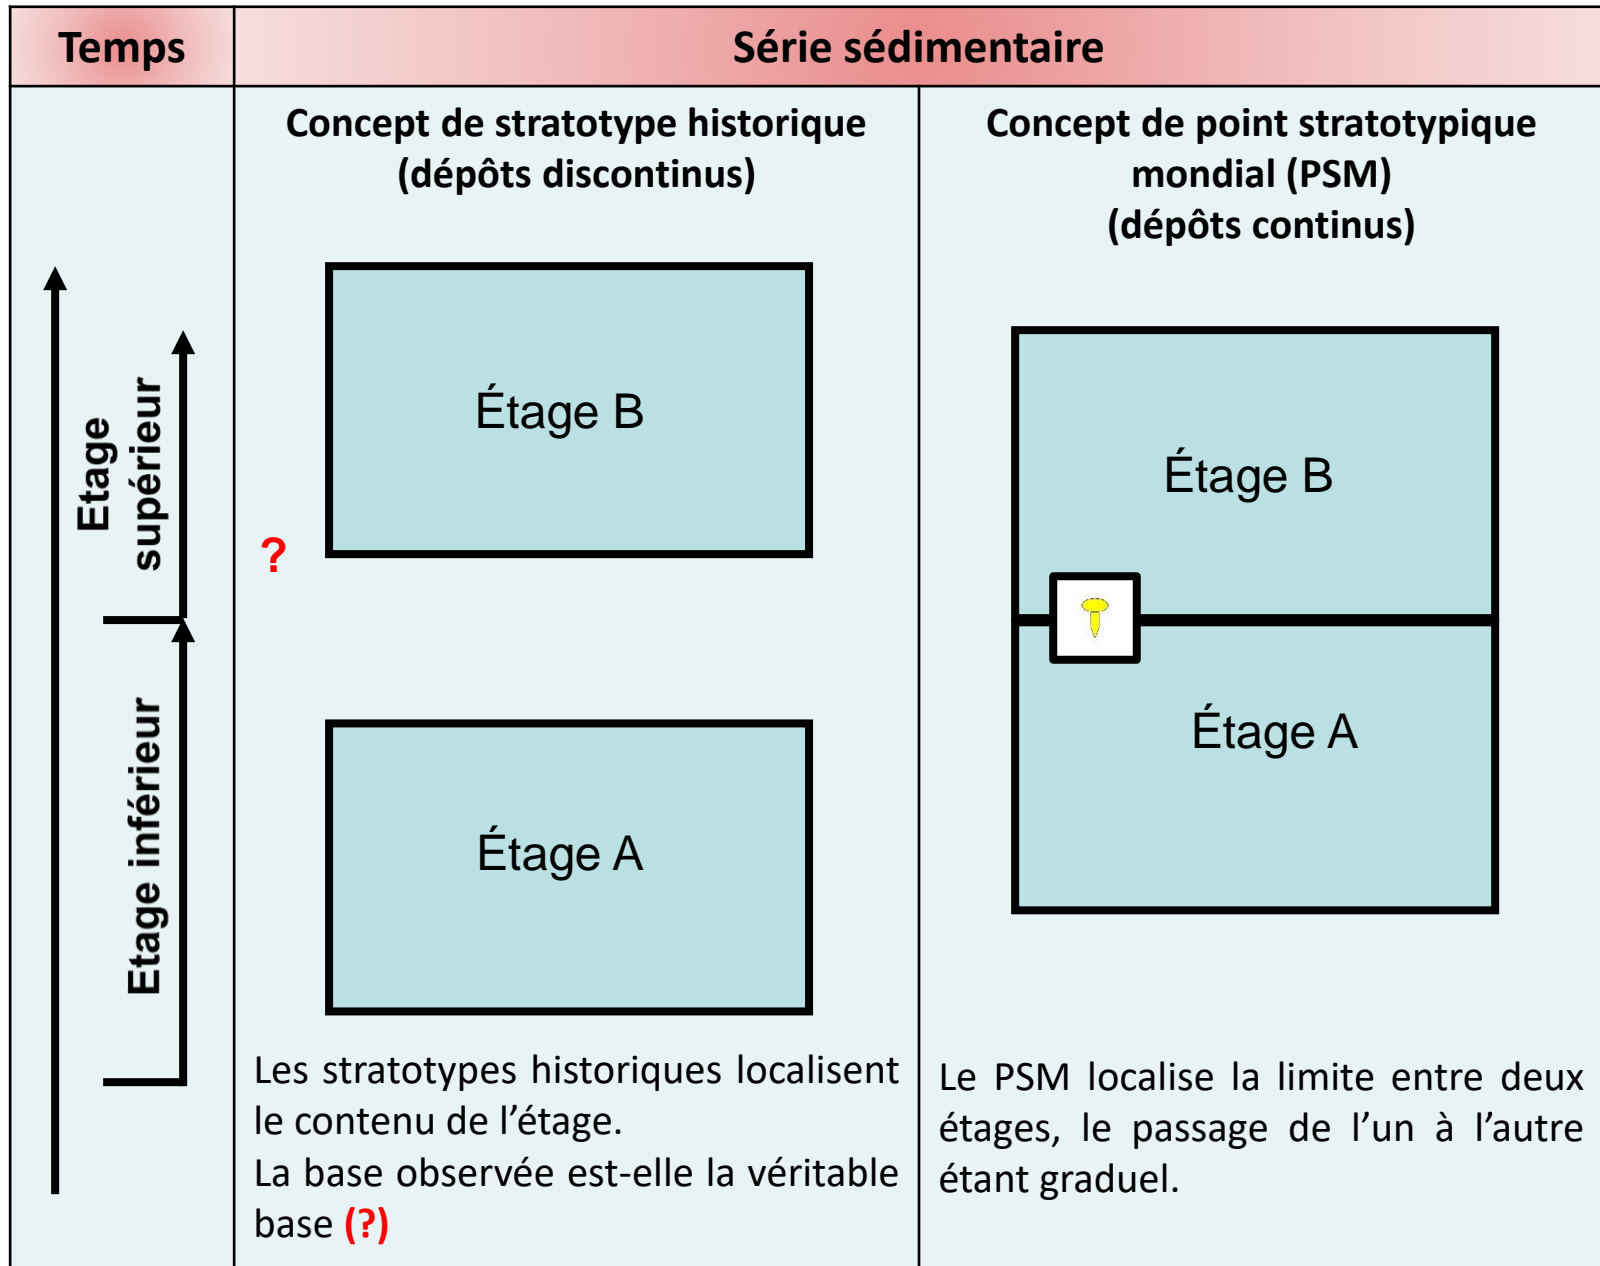 Temps
Série sédimentaire
Etage
supérieur
Etage inférieur
Concept de stratotype historique
(dépôts discontinus)
Étage B
?
Étage A
Les stratotypes historiques localisent
le contenu de l’étage.
La base observée est-elle la véritable
base (?)
Concept de point stratotypique
mondial (PSM)
(dépôts continus)
Étage B
Étage A
Le PSM localise la limite entre deux
étages, le passage de l’un à l’autre
étant graduel.